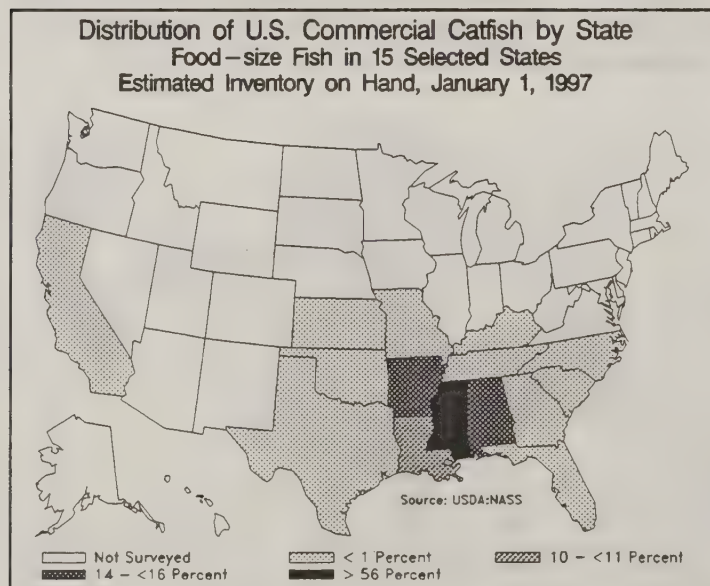 Distribution of U.S. Commercial Catfish by State
Food-size Fish in 15 Selected States
Estimated Inventory on Hand, January 1, 1997
Source: USDA:NASS
Not Surveyed
< 1 Percent
10 - <11 Percent
14 - <16 Percent
> 56 Percent